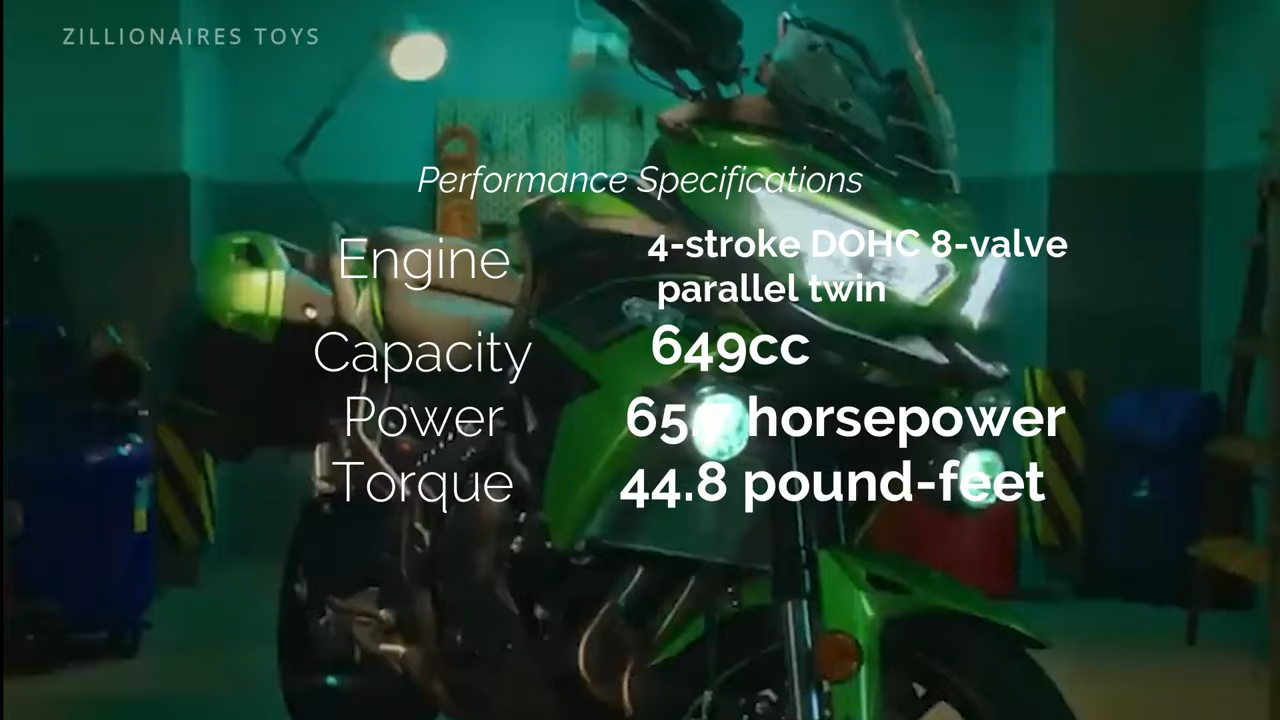 ZILLIONAIRES TOYS
Performance Specifications
Engine
4-stroke DOHC 8-valve
parallel twin
Capacity
649cc
Power
horsepower
Torque
44.8 pound-feet